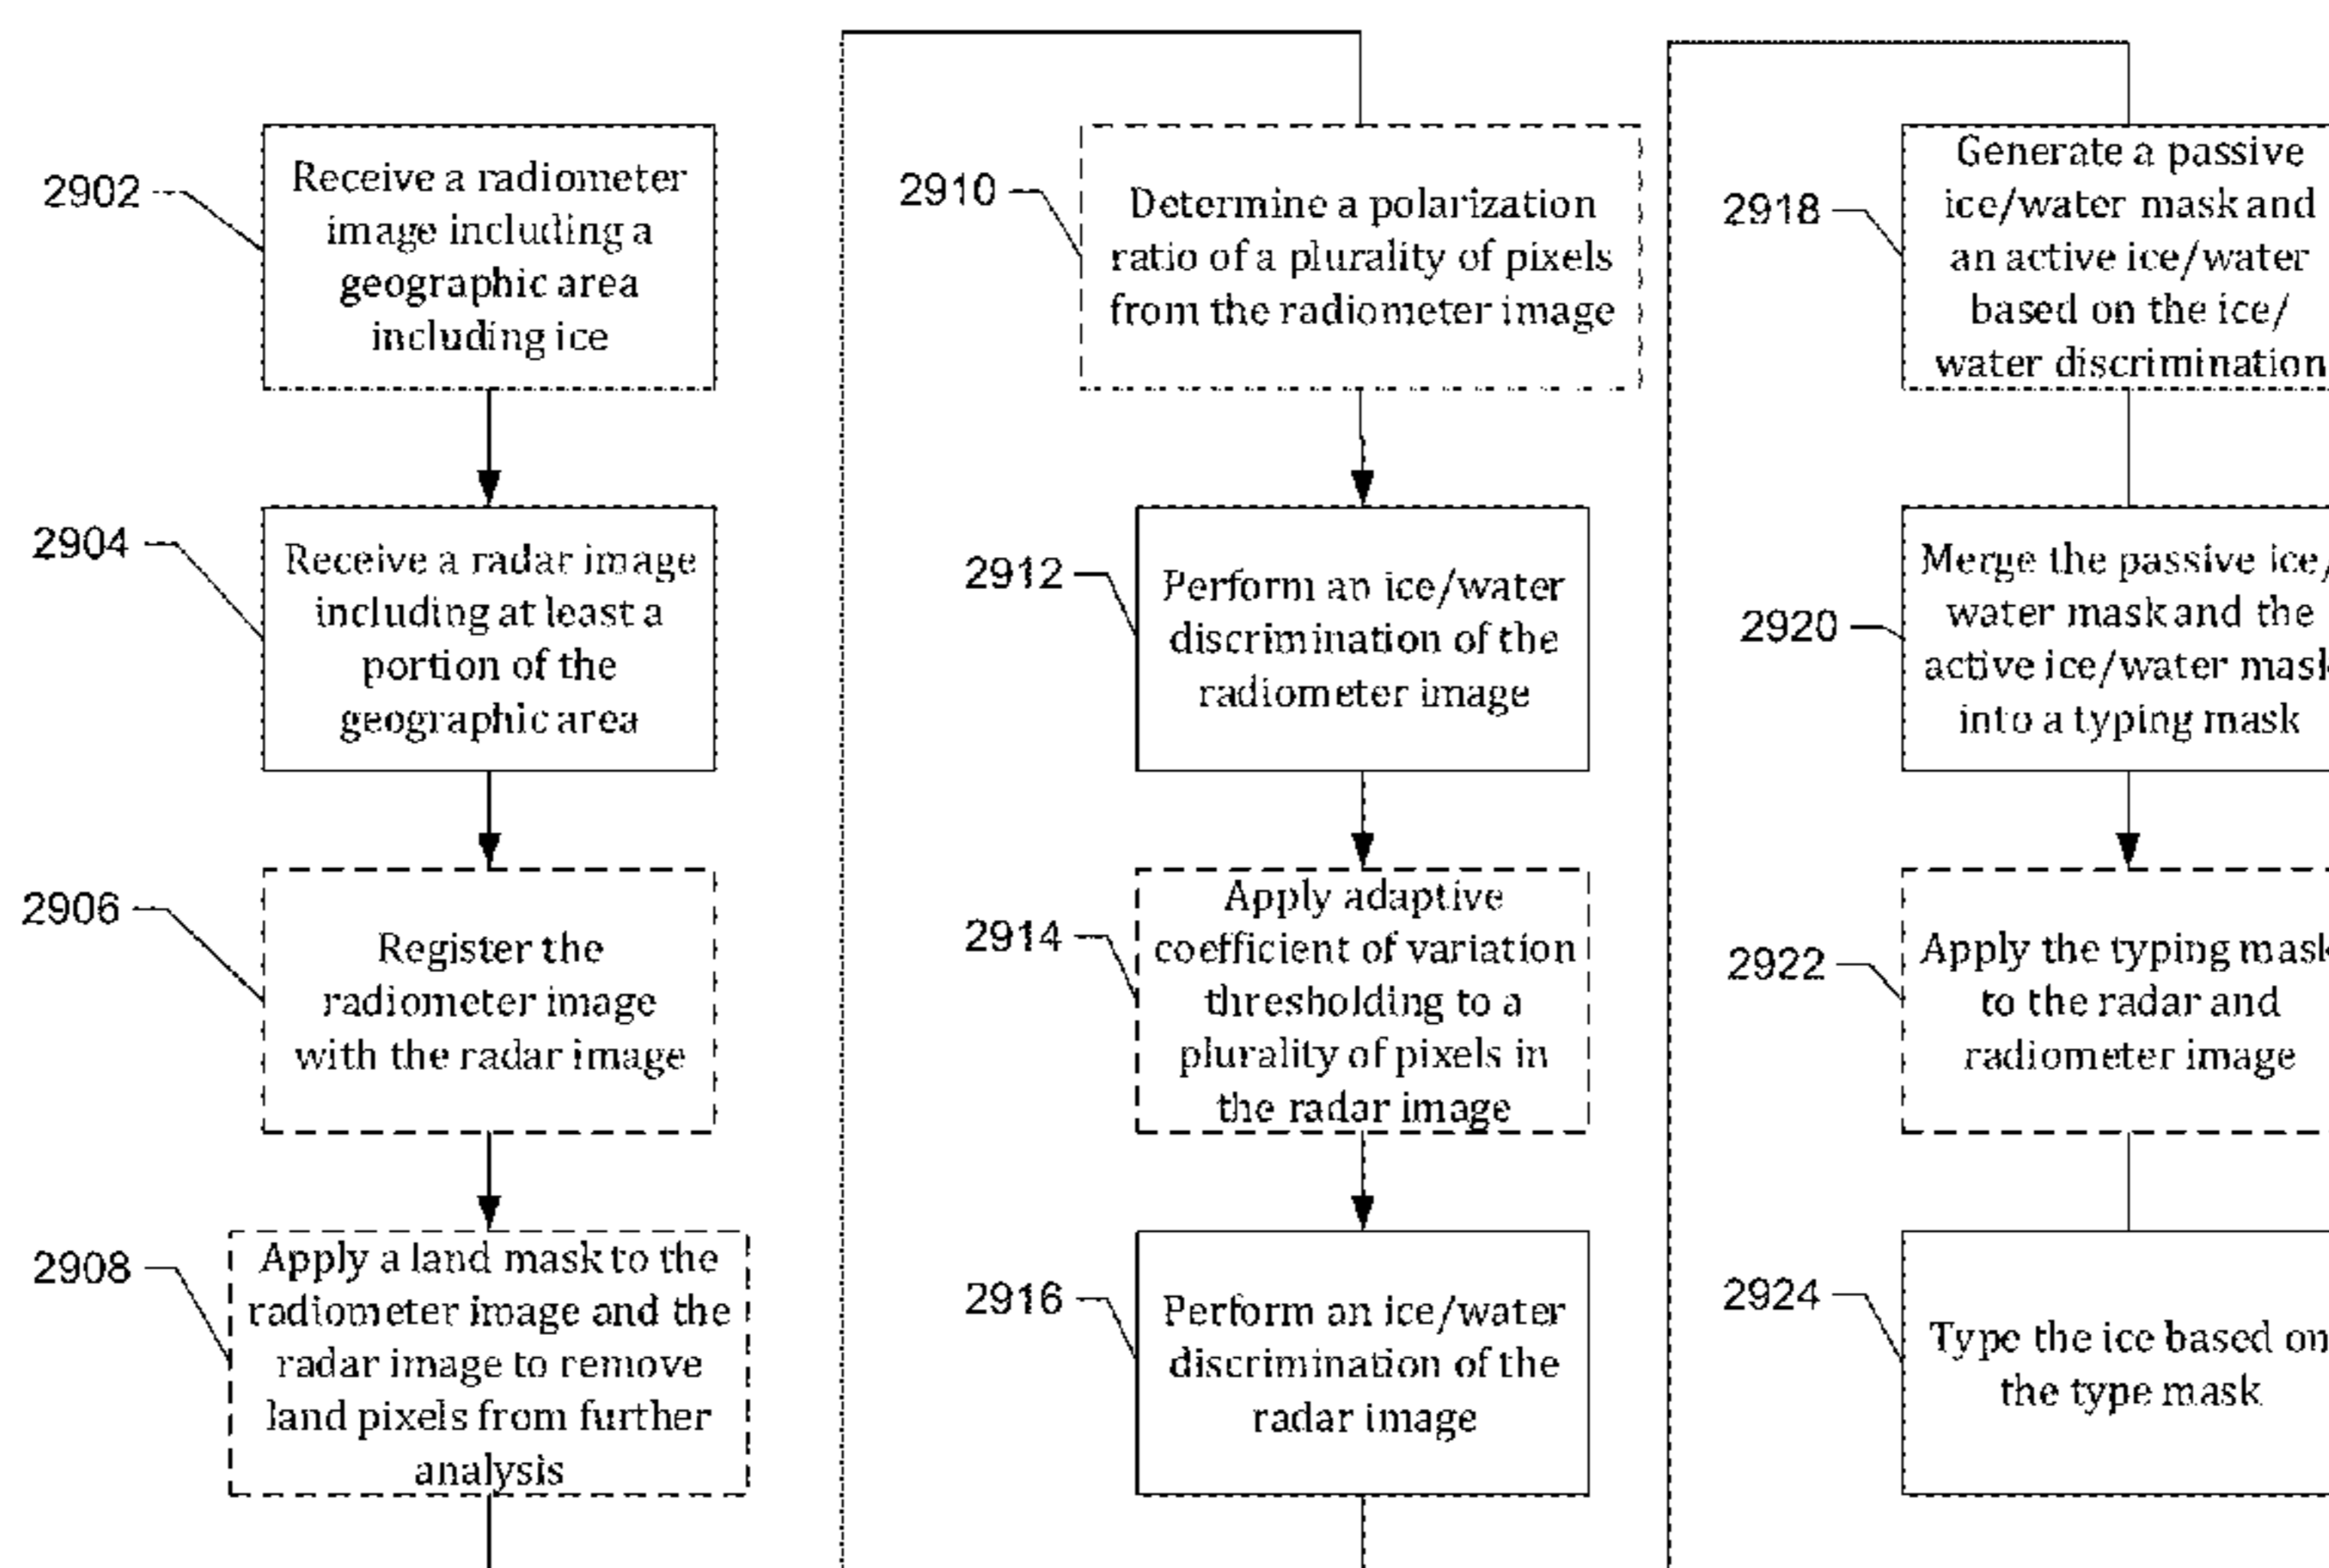 2902
Receive a radiometer
image including a
geographic area
including ice
2904
Receive a radar image
including at least a
portion of the
geographic area
2906
Register the
radiometer image
with the radar image
2908
Apply a land mask to the
radiometer image and the
radar image to remove
land pixels from further
analysis
2910
Determine a polarization
ratio of a plurality of pixels
from the radiometer image
2912
Perform an ice/water
discrimination of the
radiometer image
2914
Apply adaptive
coefficient of variation
thresholding to a
plurality of pixels in
the radar image
2916
Perform an ice/water
discrimination of the
radar image
2918
Generate a passive
ice/water mask and
an active ice/water
based on the ice/
water discrimination
2920
Merge the passive ice/
water mask and the
active ice/water mask
into a typing mask
2922
Apply the typing mask
to the radar and
radiometer image
2924
Type the ice based on
the type mask